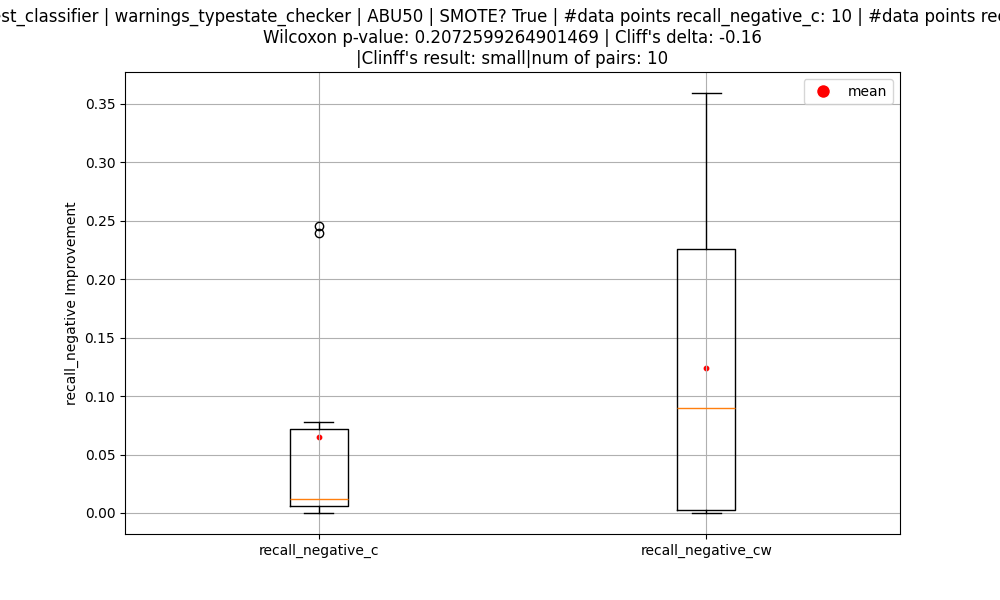 | warnings_typestate_checker | ABU50 | SMOTE? True | #data points recall_negative_c: 10 | #data points
Wilcoxon p-value: 0.2072599264901469 | Cliff's delta: -0.16
|Clinff's result: small|num of pairs: 10
mean
0.35
0.30
0.25
0.20
0.15
0.10
0.05
0.00
recall_negative Improvement
recall_negative_c
recall_negative_cw